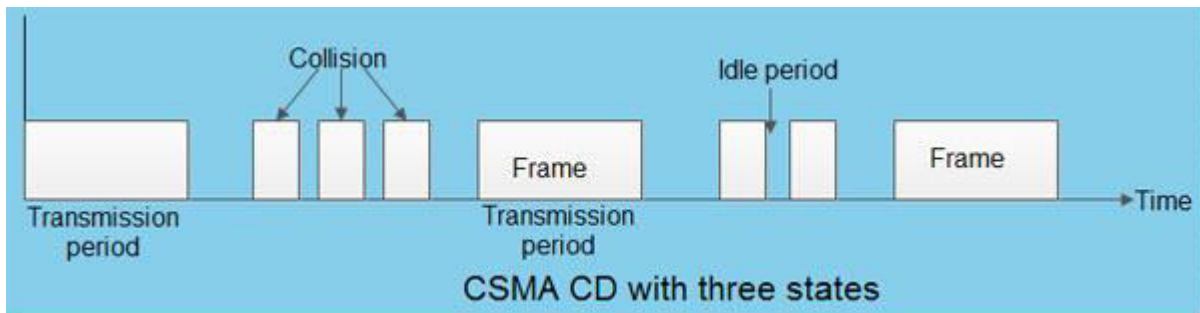 Collision
Idle period
Frame
Frame
Time
Transmission
period
Transmission
period
CSMA CD with three states